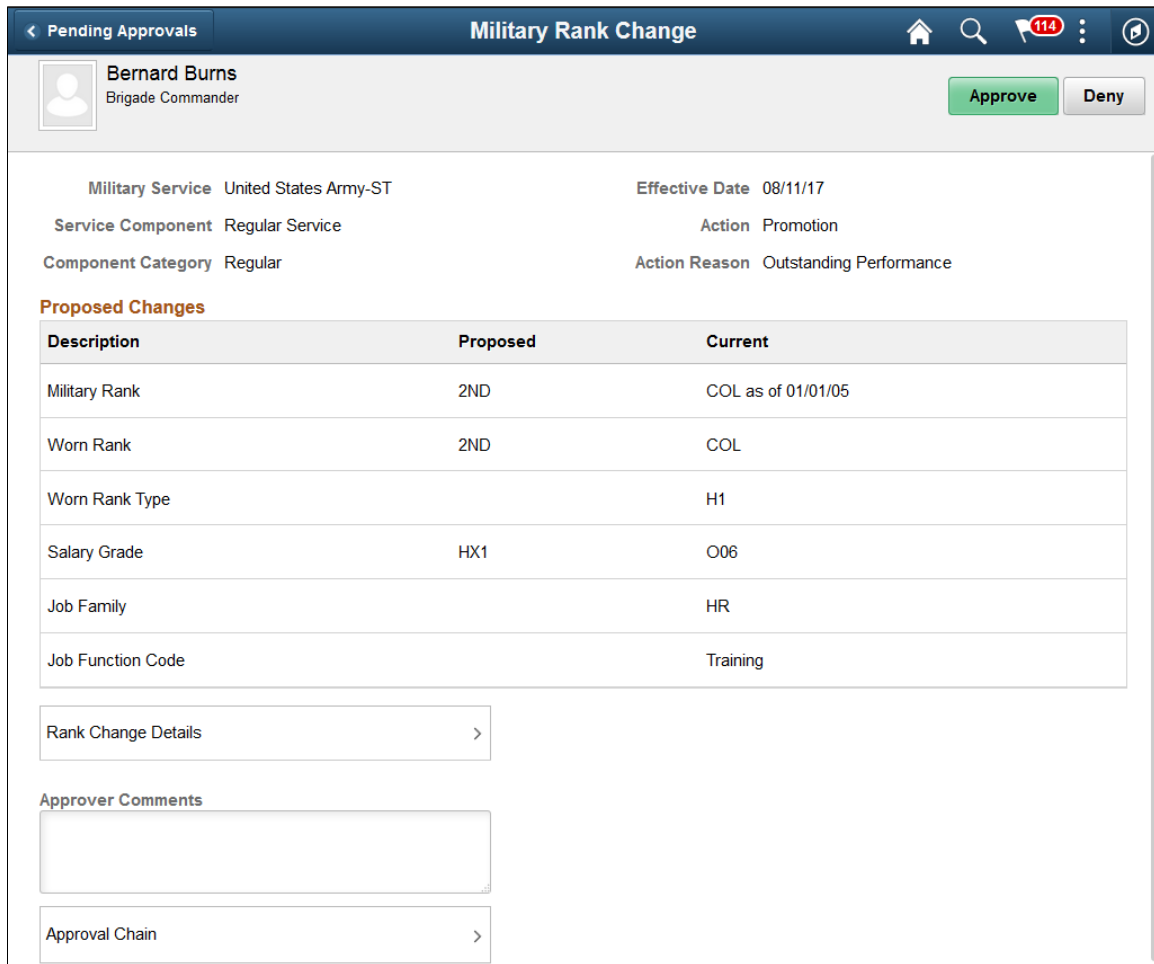 Pending Approvals
Military Rank Change
114
Bernard Burns
Brigade Commander
Approve
Deny
Military Service United States Army-ST
Effective Date 08/11/17
Service Component Regular Service
Action Promotion
Component Category Regular
Action Reason Outstanding Performance
Proposed Changes
Description Proposed Current
Military Rank 2ND COL as of 01/01/05
Worn Rank 2ND COL
Worn Rank Type H1
Salary Grade HX1 O06
Job Family HR
Job Function Code Training
Rank Change Details
Approver Comments
Approval Chain